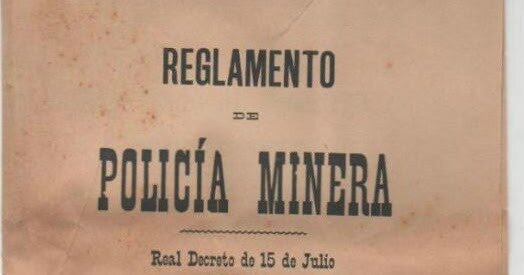 REGLAMENTO
DE
POLICÍA MINERA
Real Decreto de 15 de Julio